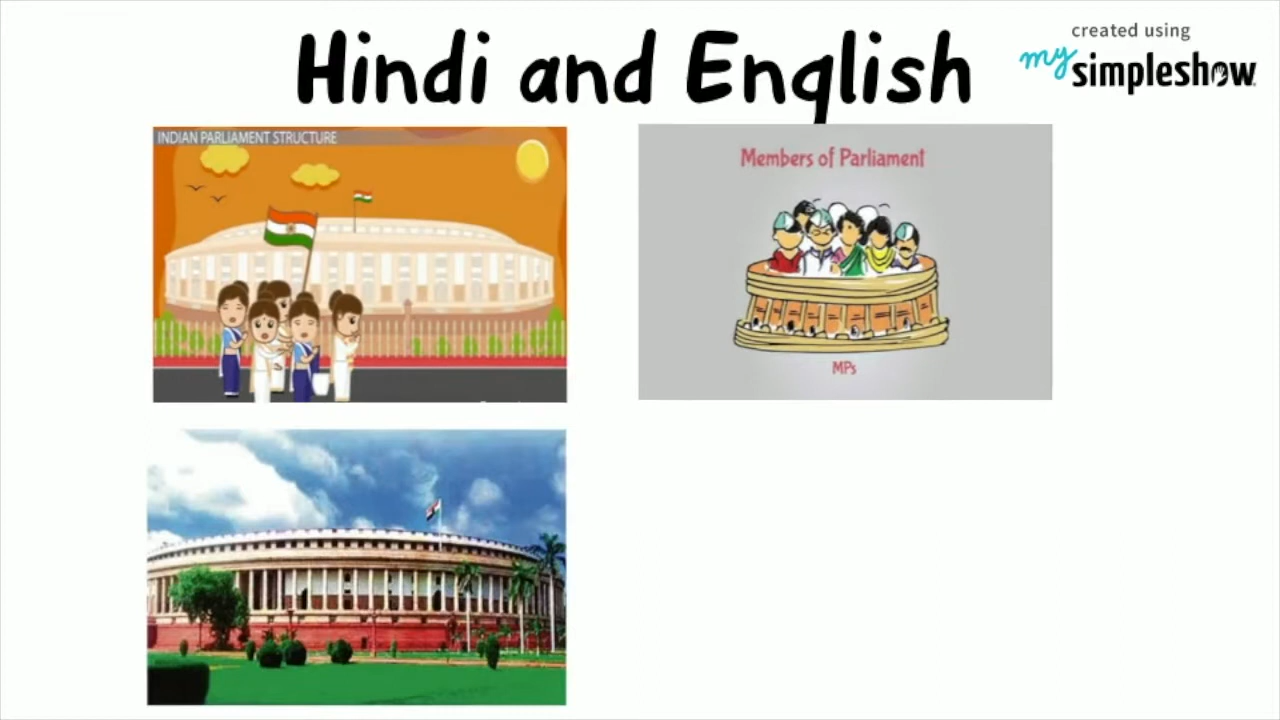 Hindi and English
created using
my simpleshow
INDIAN PARLIAMENT STRUCTURE
Members of Parliament
MPs